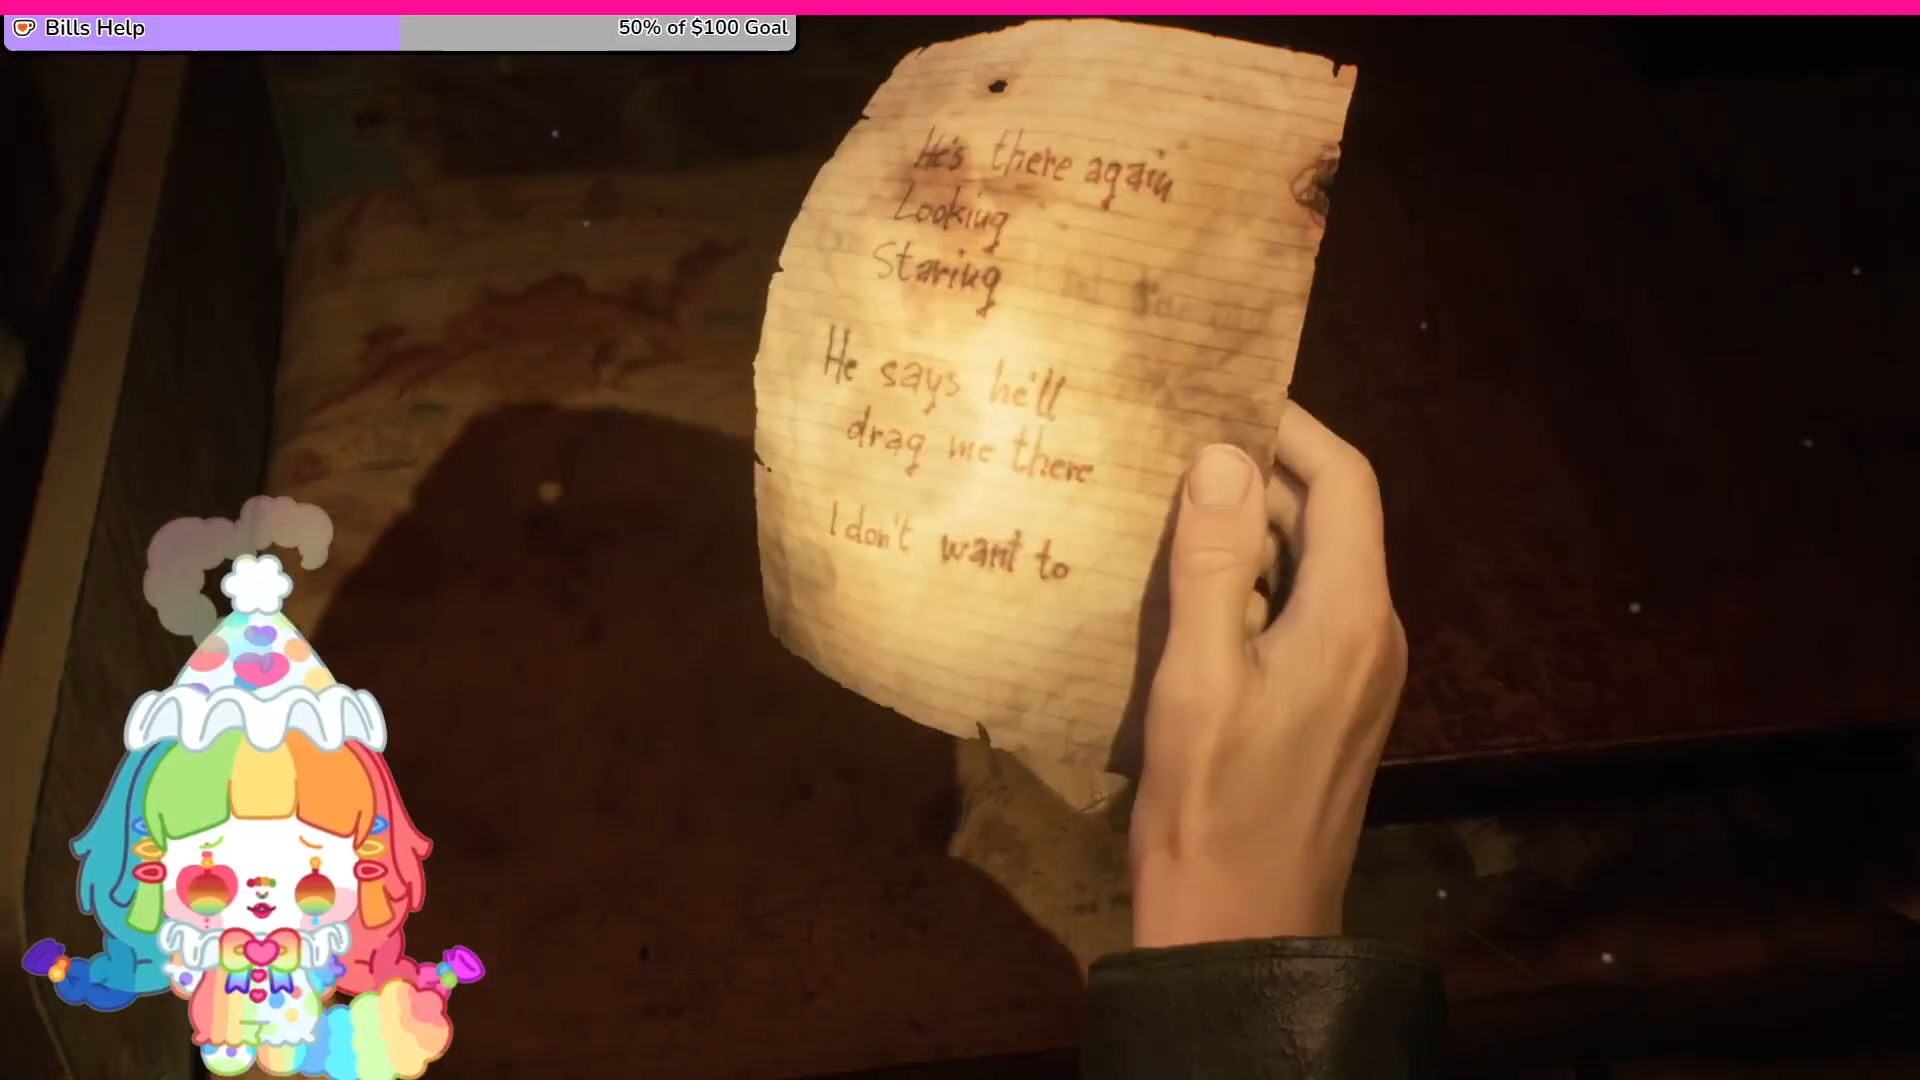 Bills Help
50% of $100 Goal
He's there again
Looking
Staring
He says he'll
drag me there
I don't want to